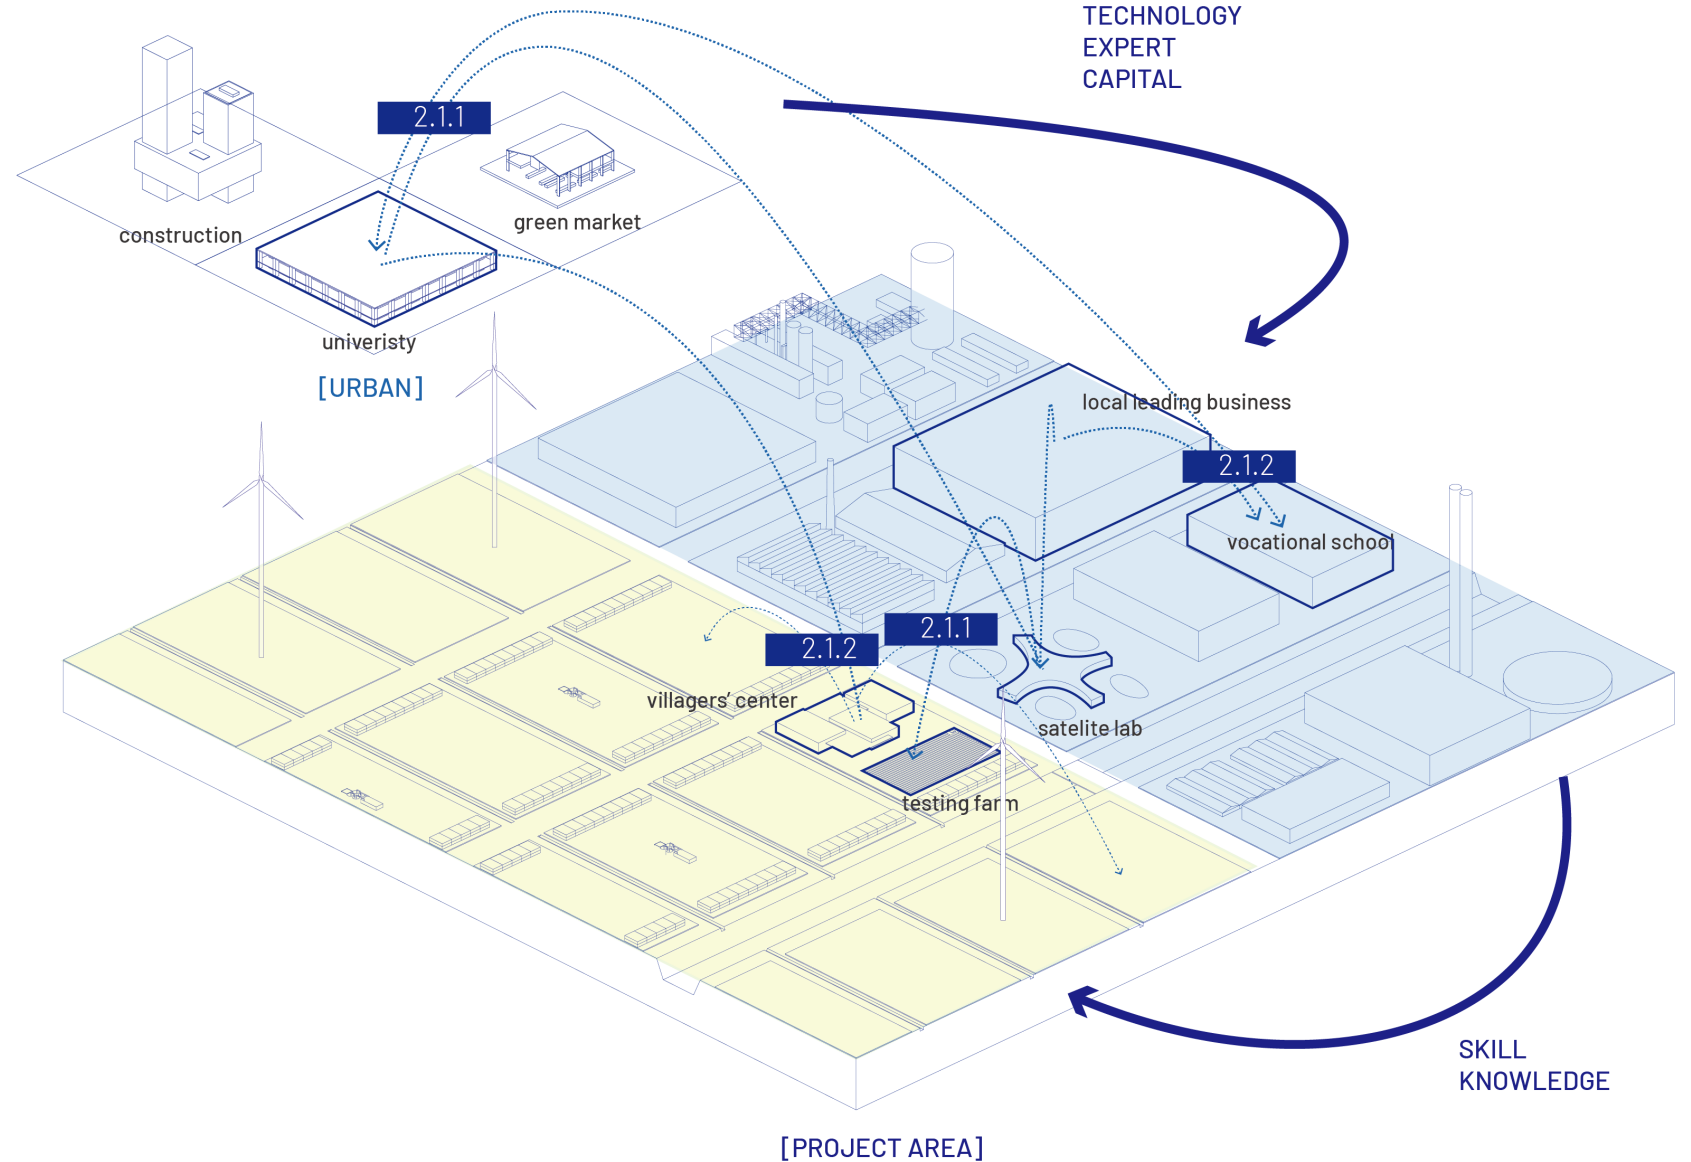 TECHNOLOGY
EXPERT
CAPITAL
2.1.1
green market
construction
univeristy
[URBAN]
local leading business
2.1.2
vocational school
2.1.1
2.1.2
villagers' center
satelite lab
testing farm
SKILL
KNOWLEDGE
[PROJECT AREA]